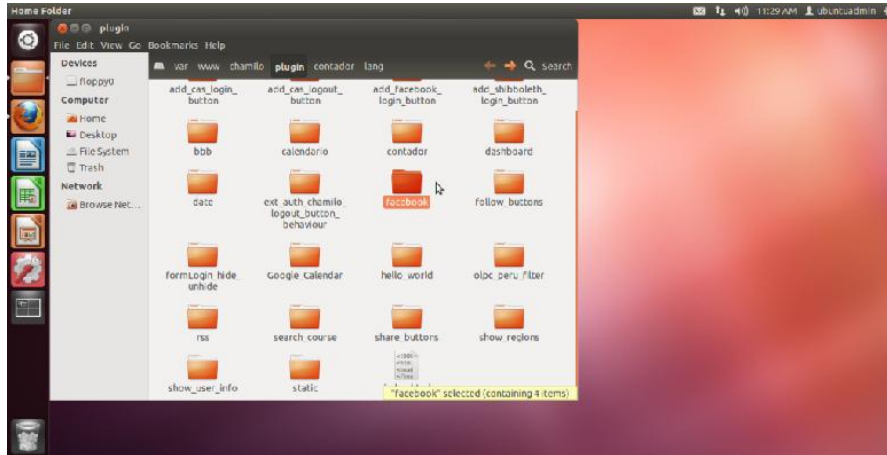 Home Folder
11:29 AM ubuntuadmin
plugin
File Edit View Go Bookmarks Help
Devices
floppy0
Computer
Home
Desktop
File System
Trash
Network
Browse Net...
var www chamilo plugin contador lang Search
add_cas_login_
button
add_cas_logout_
button
add_facebook_
login_button
add_shibboleth_
login_button
bbb
calendario
contador
dashboard
date
ext_auth_chamilo_
logout_button_
behaviour
facebook
follow_buttons
formLogin_hide_
unhide
Google_Calendar
hello_world
olpc_peru_filter
rss
search_course
share_buttons
show_regions
show_user_info
static
"facebook" selected (containing 4 items)